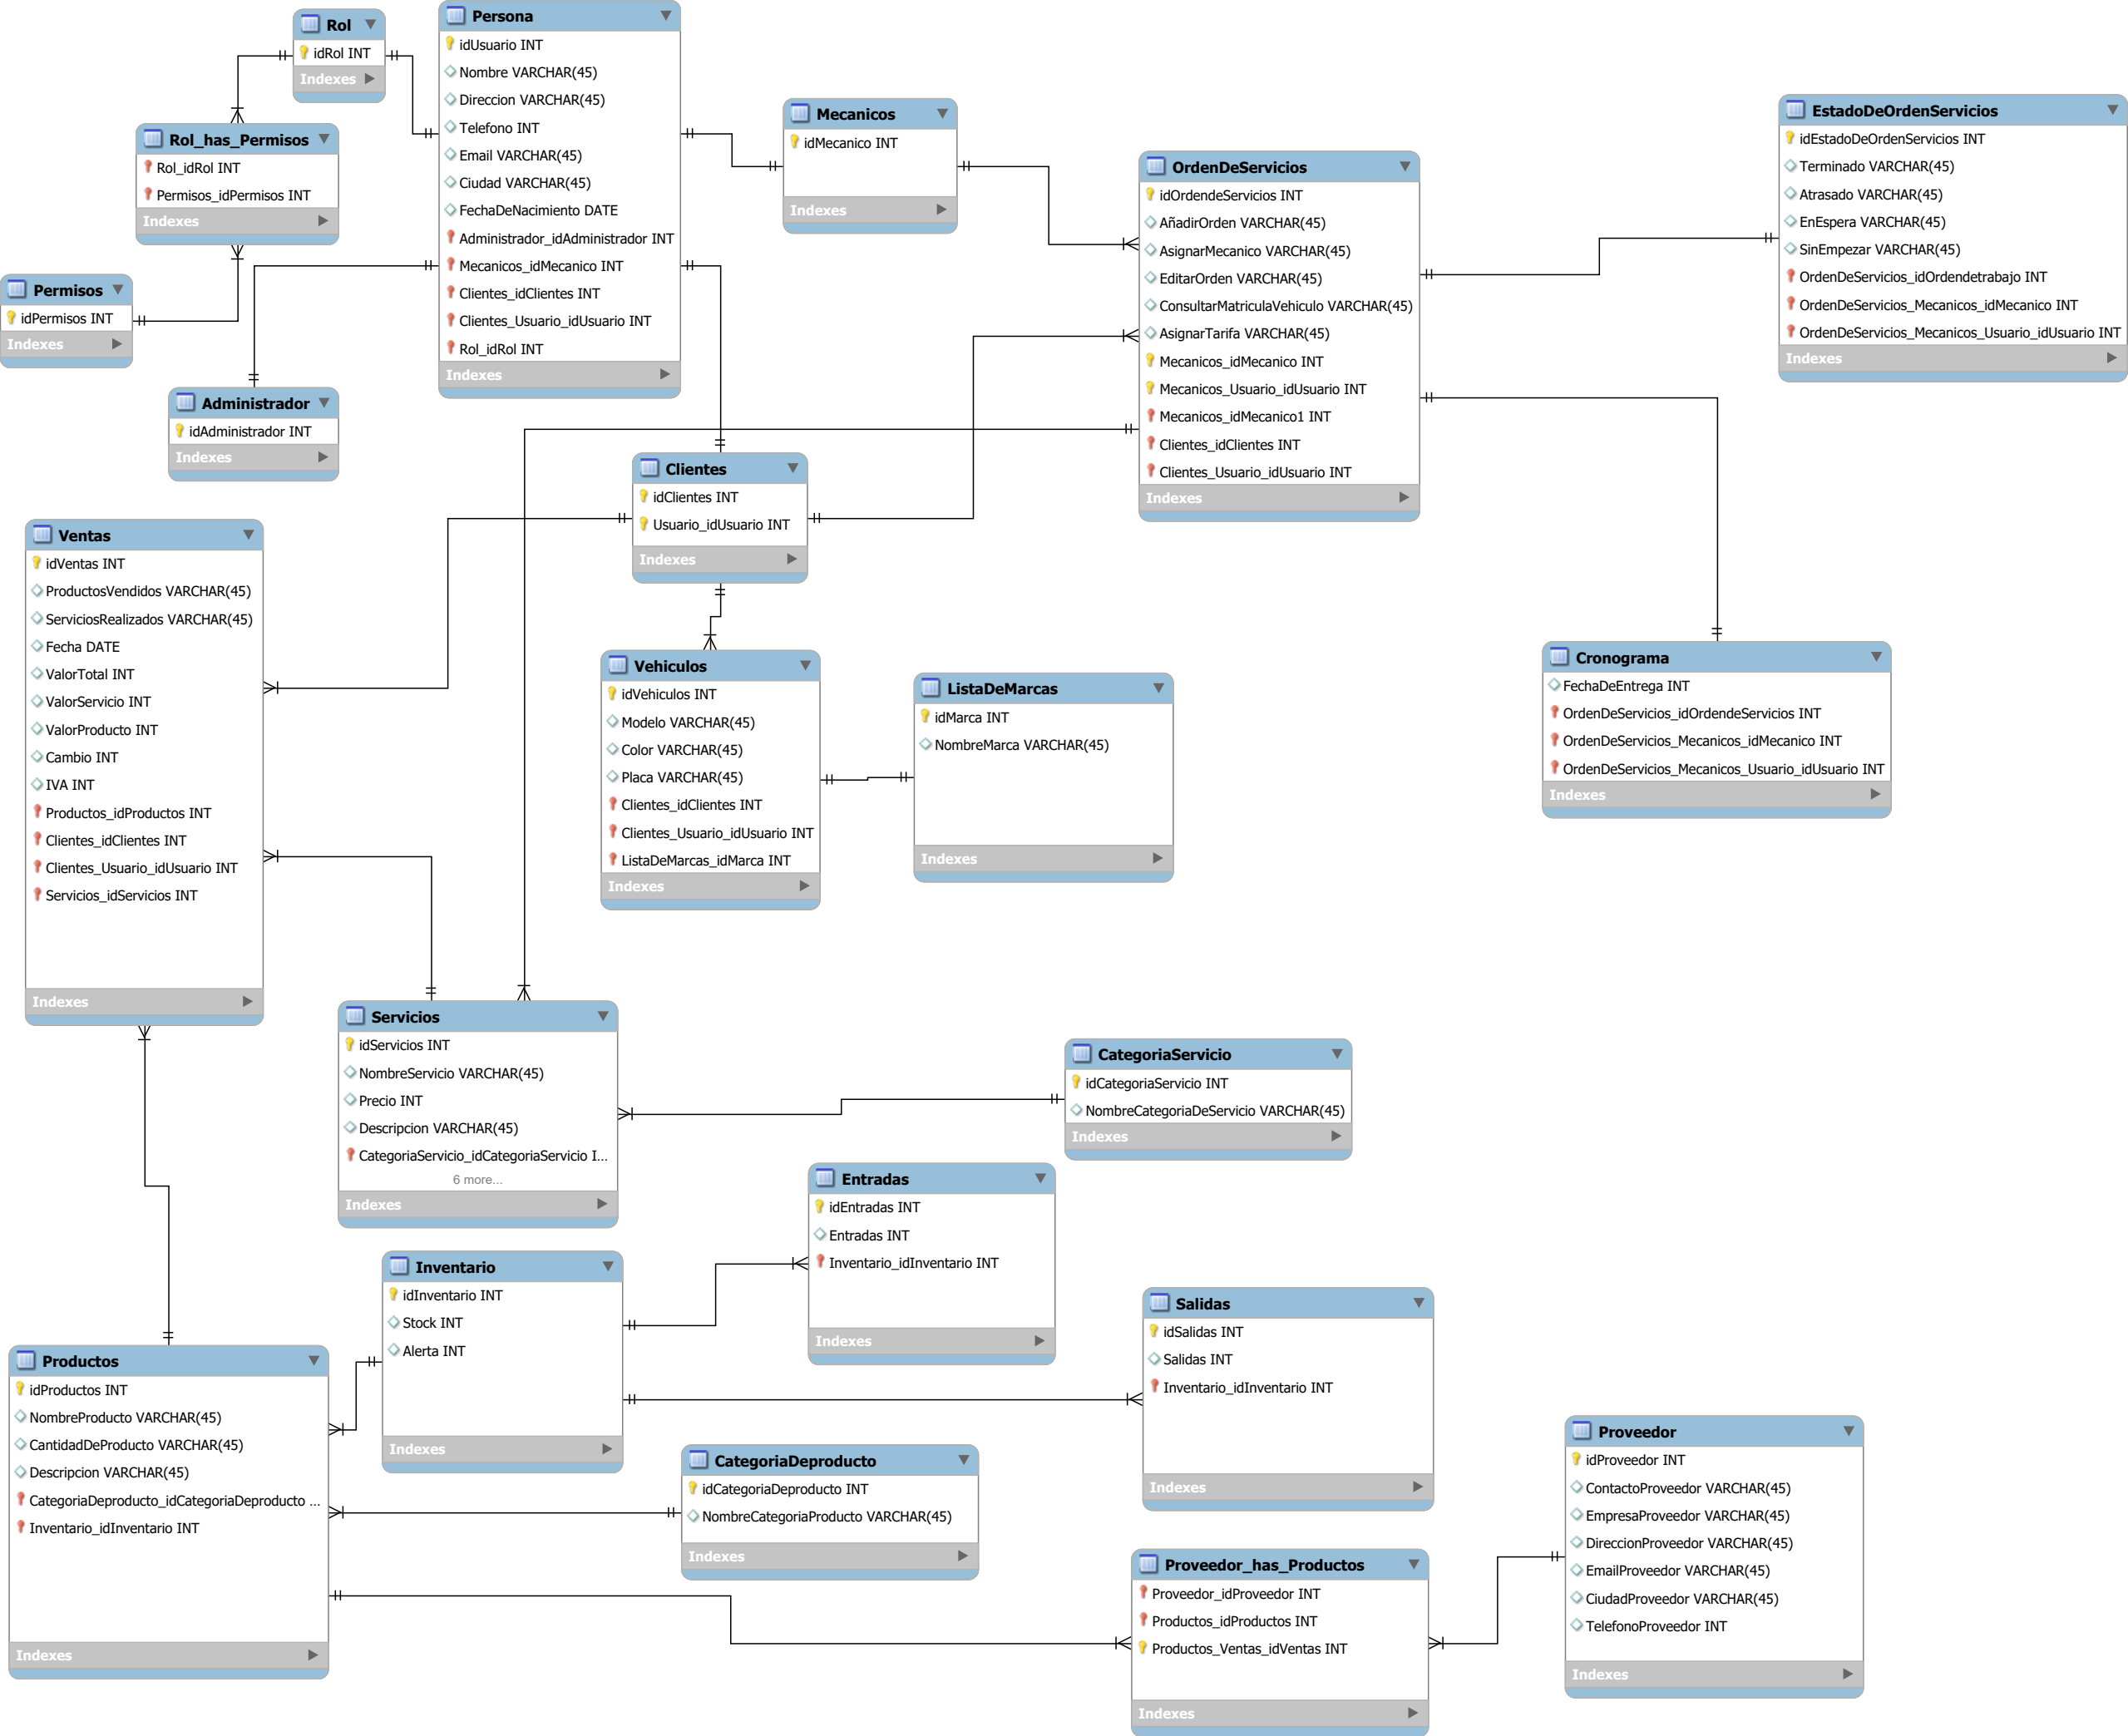 Rol
idRol INT
Indexes
Persona
idUsuario INT
Nombre VARCHAR(45)
Direccion VARCHAR(45)
Telefono INT
Email VARCHAR(45)
Ciudad VARCHAR(45)
FechaDeNacimiento DATE
Administrador_idAdministrador INT
Mecanicos_idMecanico INT
Clientes_idClientes INT
Clientes_Usuario_idUsuario INT
Rol_idRol INT
Indexes
Rol_has_Permisos
Rol_idRol INT
Permisos_idPermisos INT
Indexes
Permisos
idPermisos INT
Indexes
Administrador
idAdministrador INT
Indexes
Mecanicos
idMecanico INT
Indexes
OrdenDeServicios
idOrdendeServicios INT
AñadirOrden VARCHAR(45)
AsignarMecanico VARCHAR(45)
EditarOrden VARCHAR(45)
ConsultarMatriculaVehiculo VARCHAR(45)
AsignarTarifa VARCHAR(45)
Mecanicos_idMecanico INT
Mecanicos_Usuario_idUsuario INT
Mecanicos_idMecanico1 INT
Clientes_idClientes INT
Clientes_Usuario_idUsuario INT
Indexes
EstadoDeOrdenServicios
idEstadoDeOrdenServicios INT
Terminado VARCHAR(45)
Atrasado VARCHAR(45)
EnEspera VARCHAR(45)
SinEmpezar VARCHAR(45)
OrdenDeServicios_idOrdendetrabajo INT
OrdenDeServicios_Mecanicos_idMecanico INT
OrdenDeServicios_Mecanicos_Usuario_idUsuario INT
Indexes
Clientes
idClientes INT
Usuario_idUsuario INT
Indexes
Ventas
idVentas INT
ProductosVendidos VARCHAR(45)
ServiciosRealizados VARCHAR(45)
Fecha DATE
ValorTotal INT
ValorServicio INT
ValorProducto INT
Cambio INT
IVA INT
Productos_idProductos INT
Clientes_idClientes INT
Clientes_Usuario_idUsuario INT
Servicios_idServicios INT
Indexes
Vehiculos
idVehiculos INT
Modelo VARCHAR(45)
Color VARCHAR(45)
Placa VARCHAR(45)
Clientes_idClientes INT
Clientes_Usuario_idUsuario INT
ListaDeMarcas_idMarca INT
Indexes
ListaDeMarcas
idMarca INT
NombreMarca VARCHAR(45)
Indexes
Cronograma
FechaDeEntrega INT
OrdenDeServicios_idOrdendeServicios INT
OrdenDeServicios_Mecanicos_idMecanico INT
OrdenDeServicios_Mecanicos_Usuario_idUsuario INT
Indexes
Servicios
idServicios INT
NombreServicio VARCHAR(45)
Precio INT
Descripcion VARCHAR(45)
CategoriaServicio_idCategoriaServicio I...
6 more...
Indexes
CategoriaServicio
idCategoriaServicio INT
NombreCategoriaDeServicio VARCHAR(45)
Indexes
Entradas
idEntradas INT
Entradas INT
Inventario_idInventario INT
Indexes
Inventario
idInventario INT
Stock INT
Alerta INT
Indexes
Salidas
idSalidas INT
Salidas INT
Inventario_idInventario INT
Indexes
Productos
idProductos INT
NombreProducto VARCHAR(45)
CantidadDeProducto VARCHAR(45)
Descripcion VARCHAR(45)
CategoriaDeproducto_idCategoriaDeproducto ...
Inventario_idInventario INT
Indexes
CategoriaDeproducto
idCategoriaDeproducto INT
NombreCategoriaProducto VARCHAR(45)
Indexes
Proveedor_has_Productos
Proveedor_idProveedor INT
Productos_idProductos INT
Productos_Ventas_idVentas INT
Indexes
Proveedor
idProveedor INT
ContactoProveedor VARCHAR(45)
EmpresaProveedor VARCHAR(45)
DireccionProveedor VARCHAR(45)
EmailProveedor VARCHAR(45)
CiudadProveedor VARCHAR(45)
TelefonoProveedor INT
Indexes